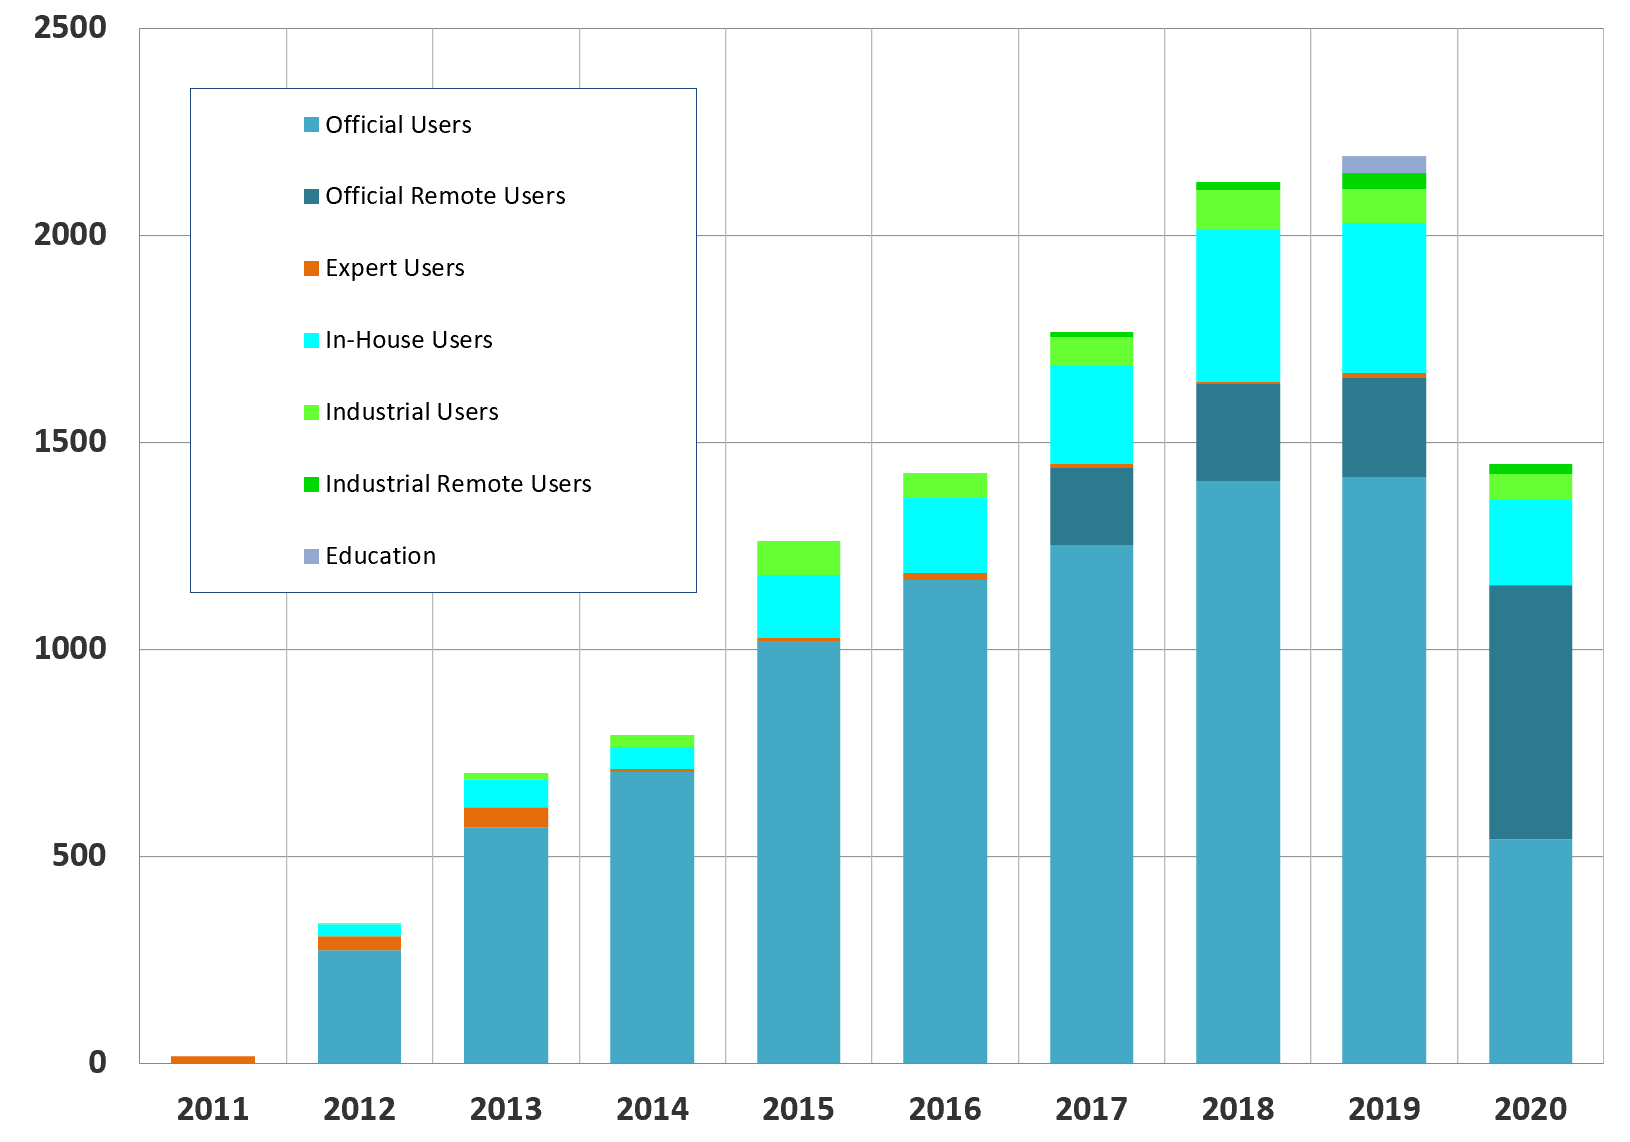 2500
2000
1500
1000
500
0
Official Users
Official Remote Users
Expert Users
In-House Users
Industrial Users
Industrial Remote Users
Education
2011 2012 2013 2014 2015 2016 2017 2018 2019 2020